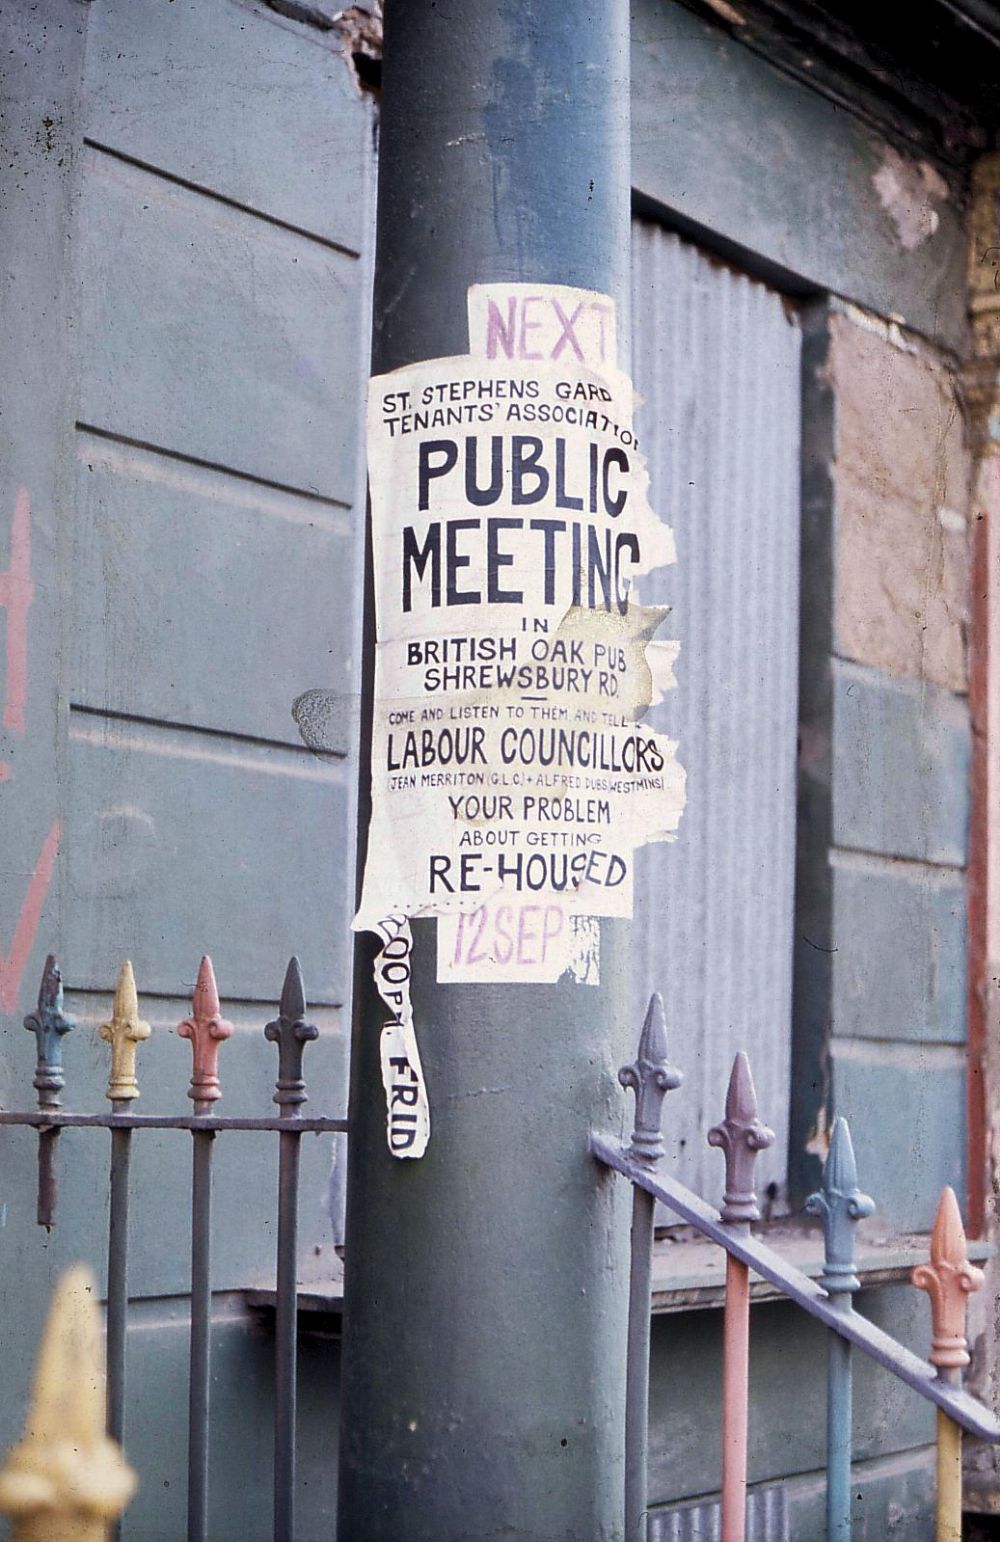 NEXT
ST. STEPHENS GARD
TENANTS' ASSOCIATIO
PUBLIC
MEETING
IN
BRITISH OAK PUB
SHREWSBURY RD.
COME AND LISTEN TO THEM, AND TELL
LABOUR COUNCILLORS
(JEAN MERRITON (G.L.C.) + ALFRED DUBS, WESTMINS)
YOUR PROBLEM
ABOUT GETTING
RE-HOUSED
12 SEP
00PM FRID